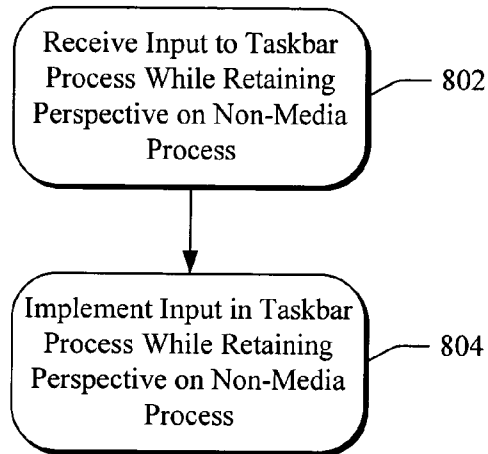 Receive Input to Taskbar
Process While Retaining
Perspective on Non-Media
Process
802
Implement Input in Taskbar
Process While Retaining
Perspective on Non-Media
Process
804